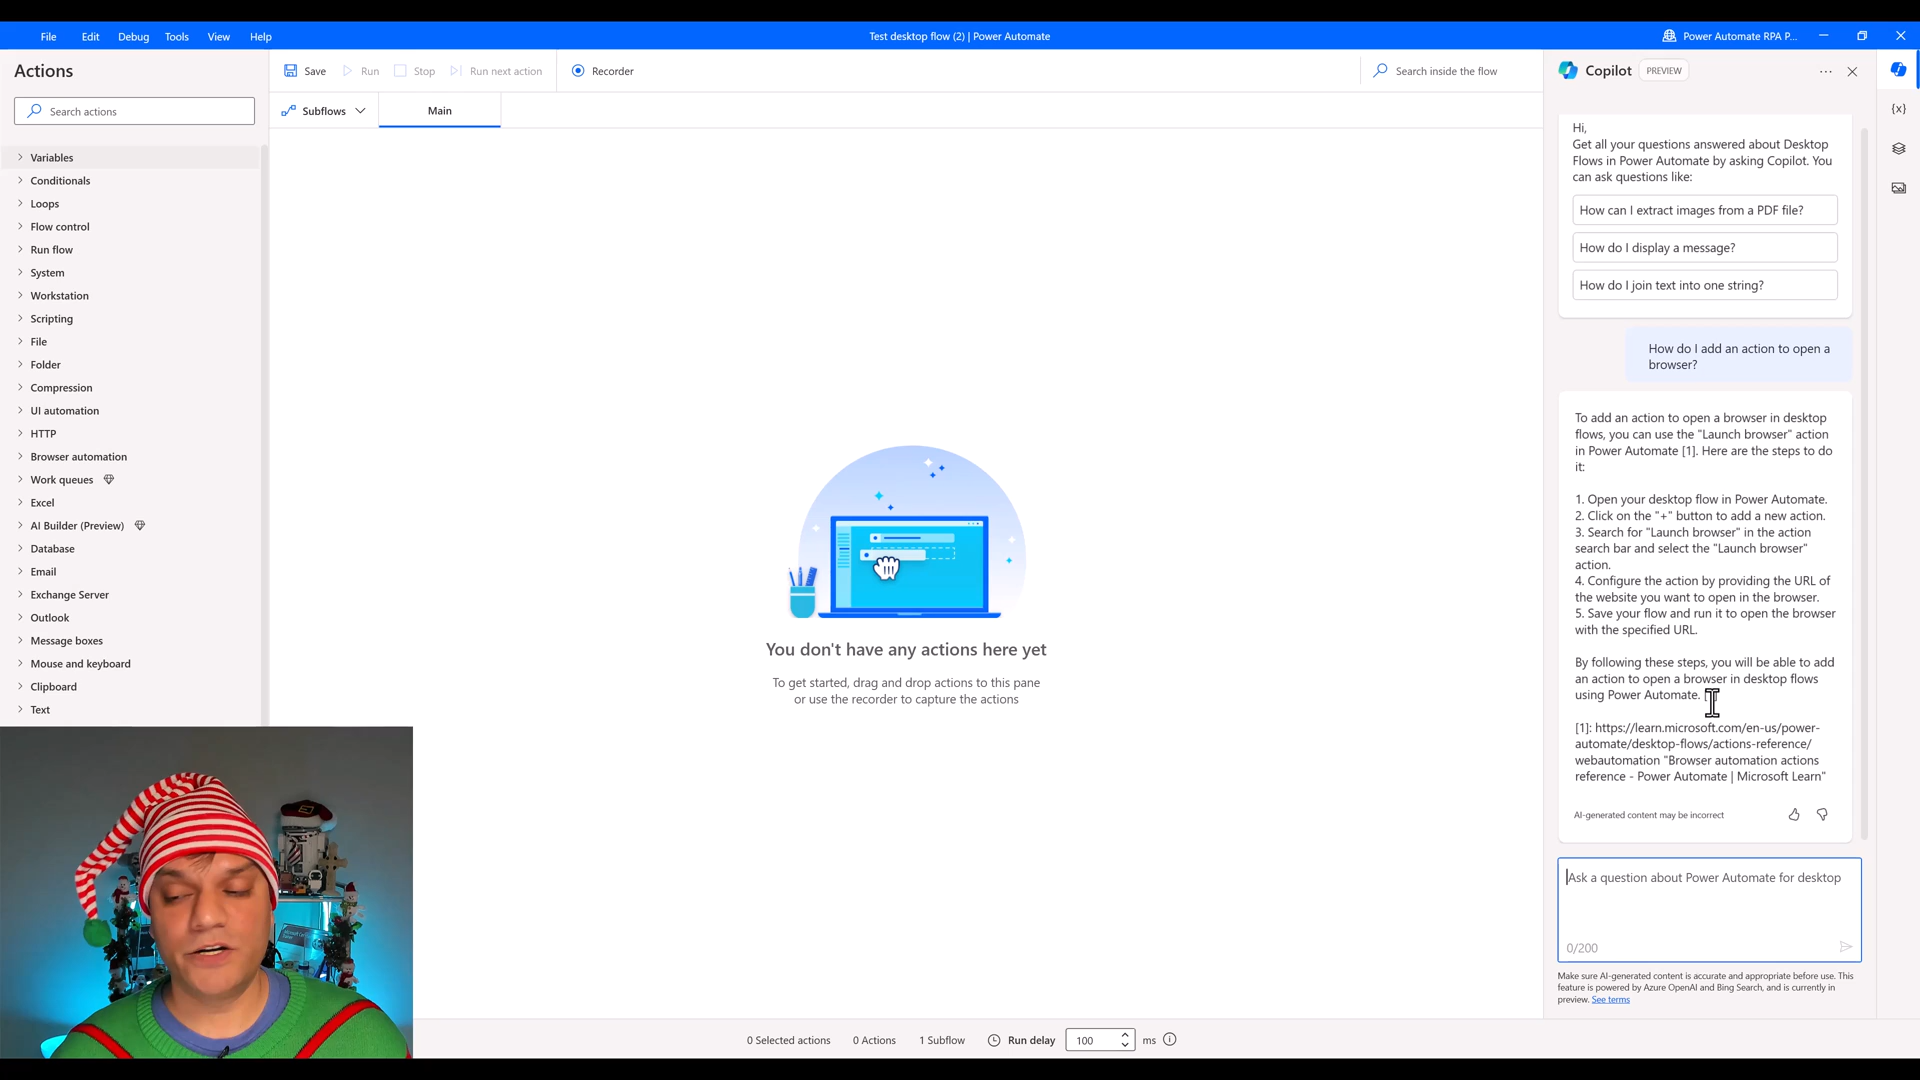 File Edit Debug Tools View Help
Test desktop flow (2) | Power Automate
Power Automate RPA P...
Actions
Search actions
Variables
Conditionals
Loops
Flow control
Run flow
System
Workstation
Scripting
File
Folder
Compression
UI automation
HTTP
Browser automation
Work queues
Excel
AI Builder (Preview)
Database
Email
Exchange Server
Outlook
Message boxes
Mouse and keyboard
Clipboard
Text
Save Run Stop Run next action Recorder
Search inside the flow
Subflows Main
You don't have any actions here yet
To get started, drag and drop actions to this pane
or use the recorder to capture the actions
0 Selected actions 0 Actions 1 Subflow Run delay 100 ms
Copilot PREVIEW
{x}
Hi,
Get all your questions answered about Desktop
Flows in Power Automate by asking Copilot. You
can ask questions like:
How can I extract images from a PDF file?
How do I display a message?
How do I join text into one string?
How do I add an action to open a
browser?
To add an action to open a browser in desktop
flows, you can use the "Launch browser" action
in Power Automate [1]. Here are the steps to do
it:
1. Open your desktop flow in Power Automate.
2. Click on the "+" button to add a new action.
3. Search for "Launch browser" in the action
search bar and select the "Launch browser"
action.
4. Configure the action by providing the URL of
the website you want to open in the browser.
5. Save your flow and run it to open the browser
with the specified URL.
By following these steps, you will be able to add
an action to open a browser in desktop flows
using Power Automate.
[1]: https://learn.microsoft.com/en-us/power-
automate/desktop-flows/actions-reference/
webautomation "Browser automation actions
reference - Power Automate | Microsoft Learn"
AI-generated content may be incorrect
Ask a question about Power Automate for desktop
0/200
Make sure AI-generated content is accurate and appropriate before use. This
feature is powered by Azure OpenAI and Bing Search, and is currently in
preview. See terms